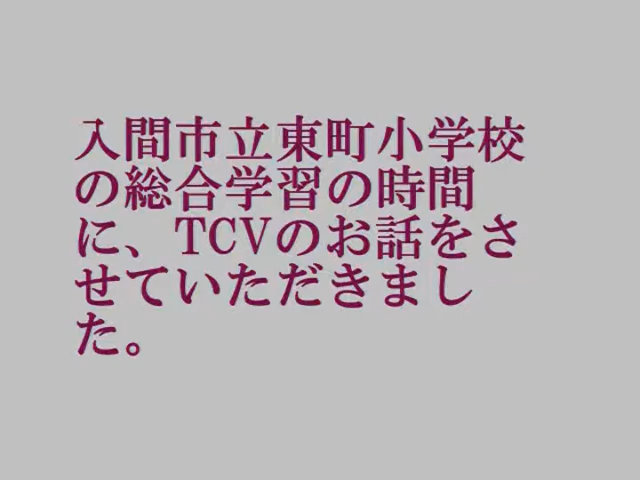 入間市立東町小学校
の総合学習の時間
に、TCVのお話をさ
せていただきまし
た。